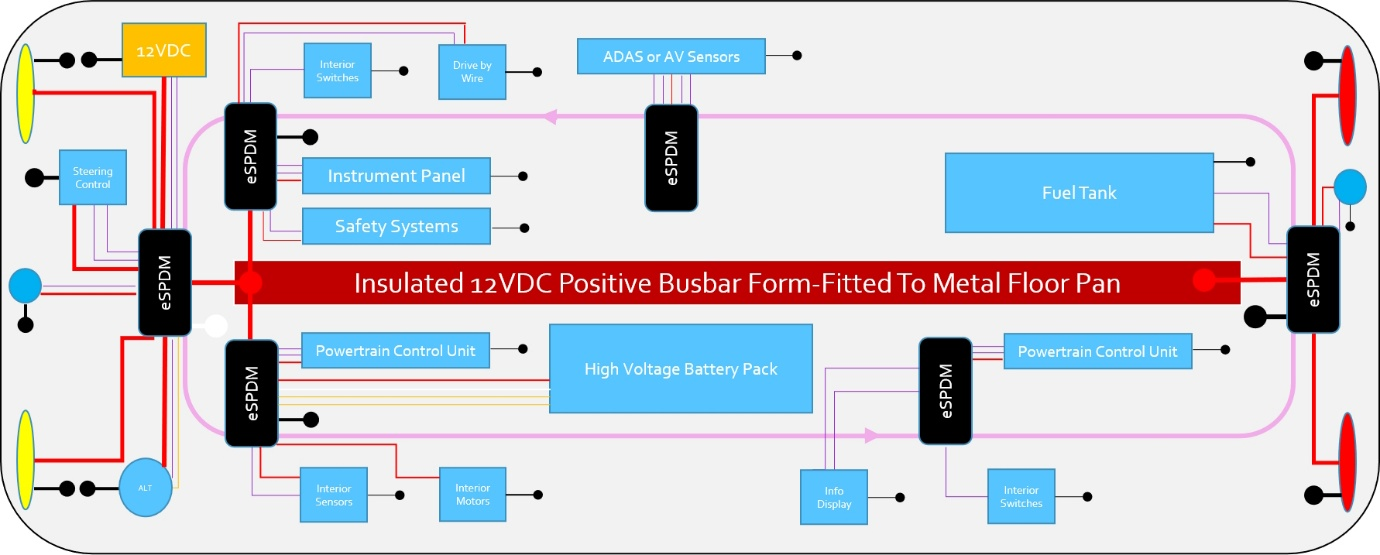 12VDC
Interior
Switches
Drive by
Wire
ADAS or AV Sensors
eSPDM
eSPDM
Steering
Control
Instrument Panel
Fuel Tank
Safety Systems
eSPDM
eSPDM
Insulated 12VDC Positive Busbar Form-Fitted To Metal Floor Pan
Powertrain Control Unit
High Voltage Battery Pack
Powertrain Control Unit
eSPDM
eSPDM
ALT
Interior
Sensors
Interior
Motors
Info
Display
Interior
Switches